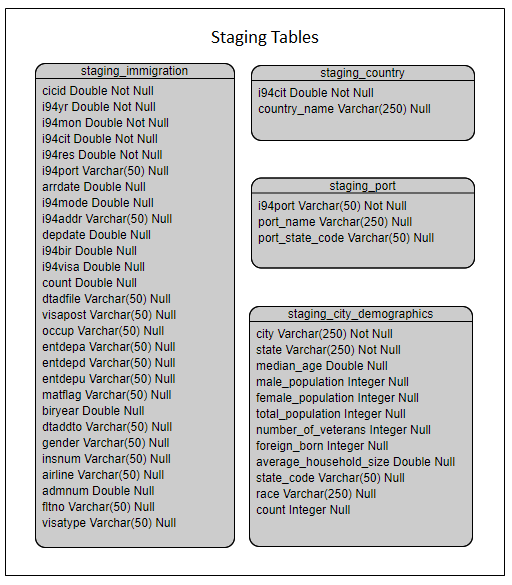 Staging Tables
staging_immigration
cicid Double Not Null
i94yr Double Not Null
i94mon Double Not Null
i94cit Double Not Null
i94res Double Not Null
i94port Varchar(50) Null
arrdate Double Null
i94mode Double Null
i94addr Varchar(50) Null
depdate Double Null
i94bir Double Null
i94visa Double Null
count Double Null
dtadfile Varchar(50) Null
visapost Varchar(50) Null
occup Varchar(50) Null
entdepa Varchar(50) Null
entdepd Varchar(50) Null
entdepu Varchar(50) Null
matflag Varchar(50) Null
biryear Double Null
dtaddto Varchar(50) Null
gender Varchar(50) Null
insnum Varchar(50) Null
airline Varchar(50) Null
admnum Double Null
fltno Varchar(50) Null
visatype Varchar(50) Null
staging_country
i94cit Double Not Null
country_name Varchar(250) Null
staging_port
i94port Varchar(50) Not Null
port_name Varchar(250) Null
port_state_code Varchar(50) Null
staging_city_demographics
city Varchar(250) Not Null
state Varchar(250) Not Null
median_age Double Null
male_population Integer Null
female_population Integer Null
total_population Integer Null
number_of_veterans Integer Null
foreign_born Integer Null
average_household_size Double Null
state_code Varchar(50) Null
race Varchar(250) Null
count Integer Null